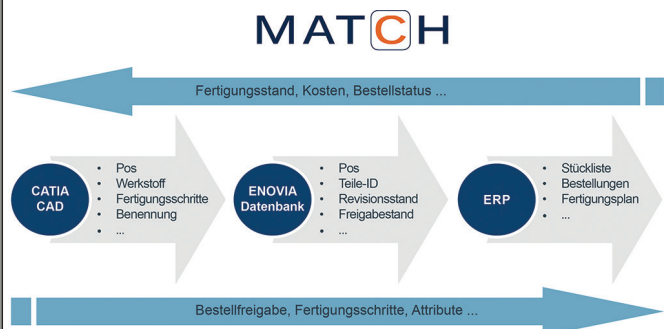 MATCH
Fertigungsstand, Kosten, Bestellstatus ...
CATIA
CAD
• Pos
• Werkstoff
• Fertigungsschritte
• Benennung
• ...
ENOVIA
Datenbank
• Pos
• Teile-ID
• Revisionsstand
• Freigabestand
• ...
ERP
• Stückliste
• Bestellungen
• Fertigungsplan
• ...
Bestellfreigabe, Fertigungsschritte, Attribute ...